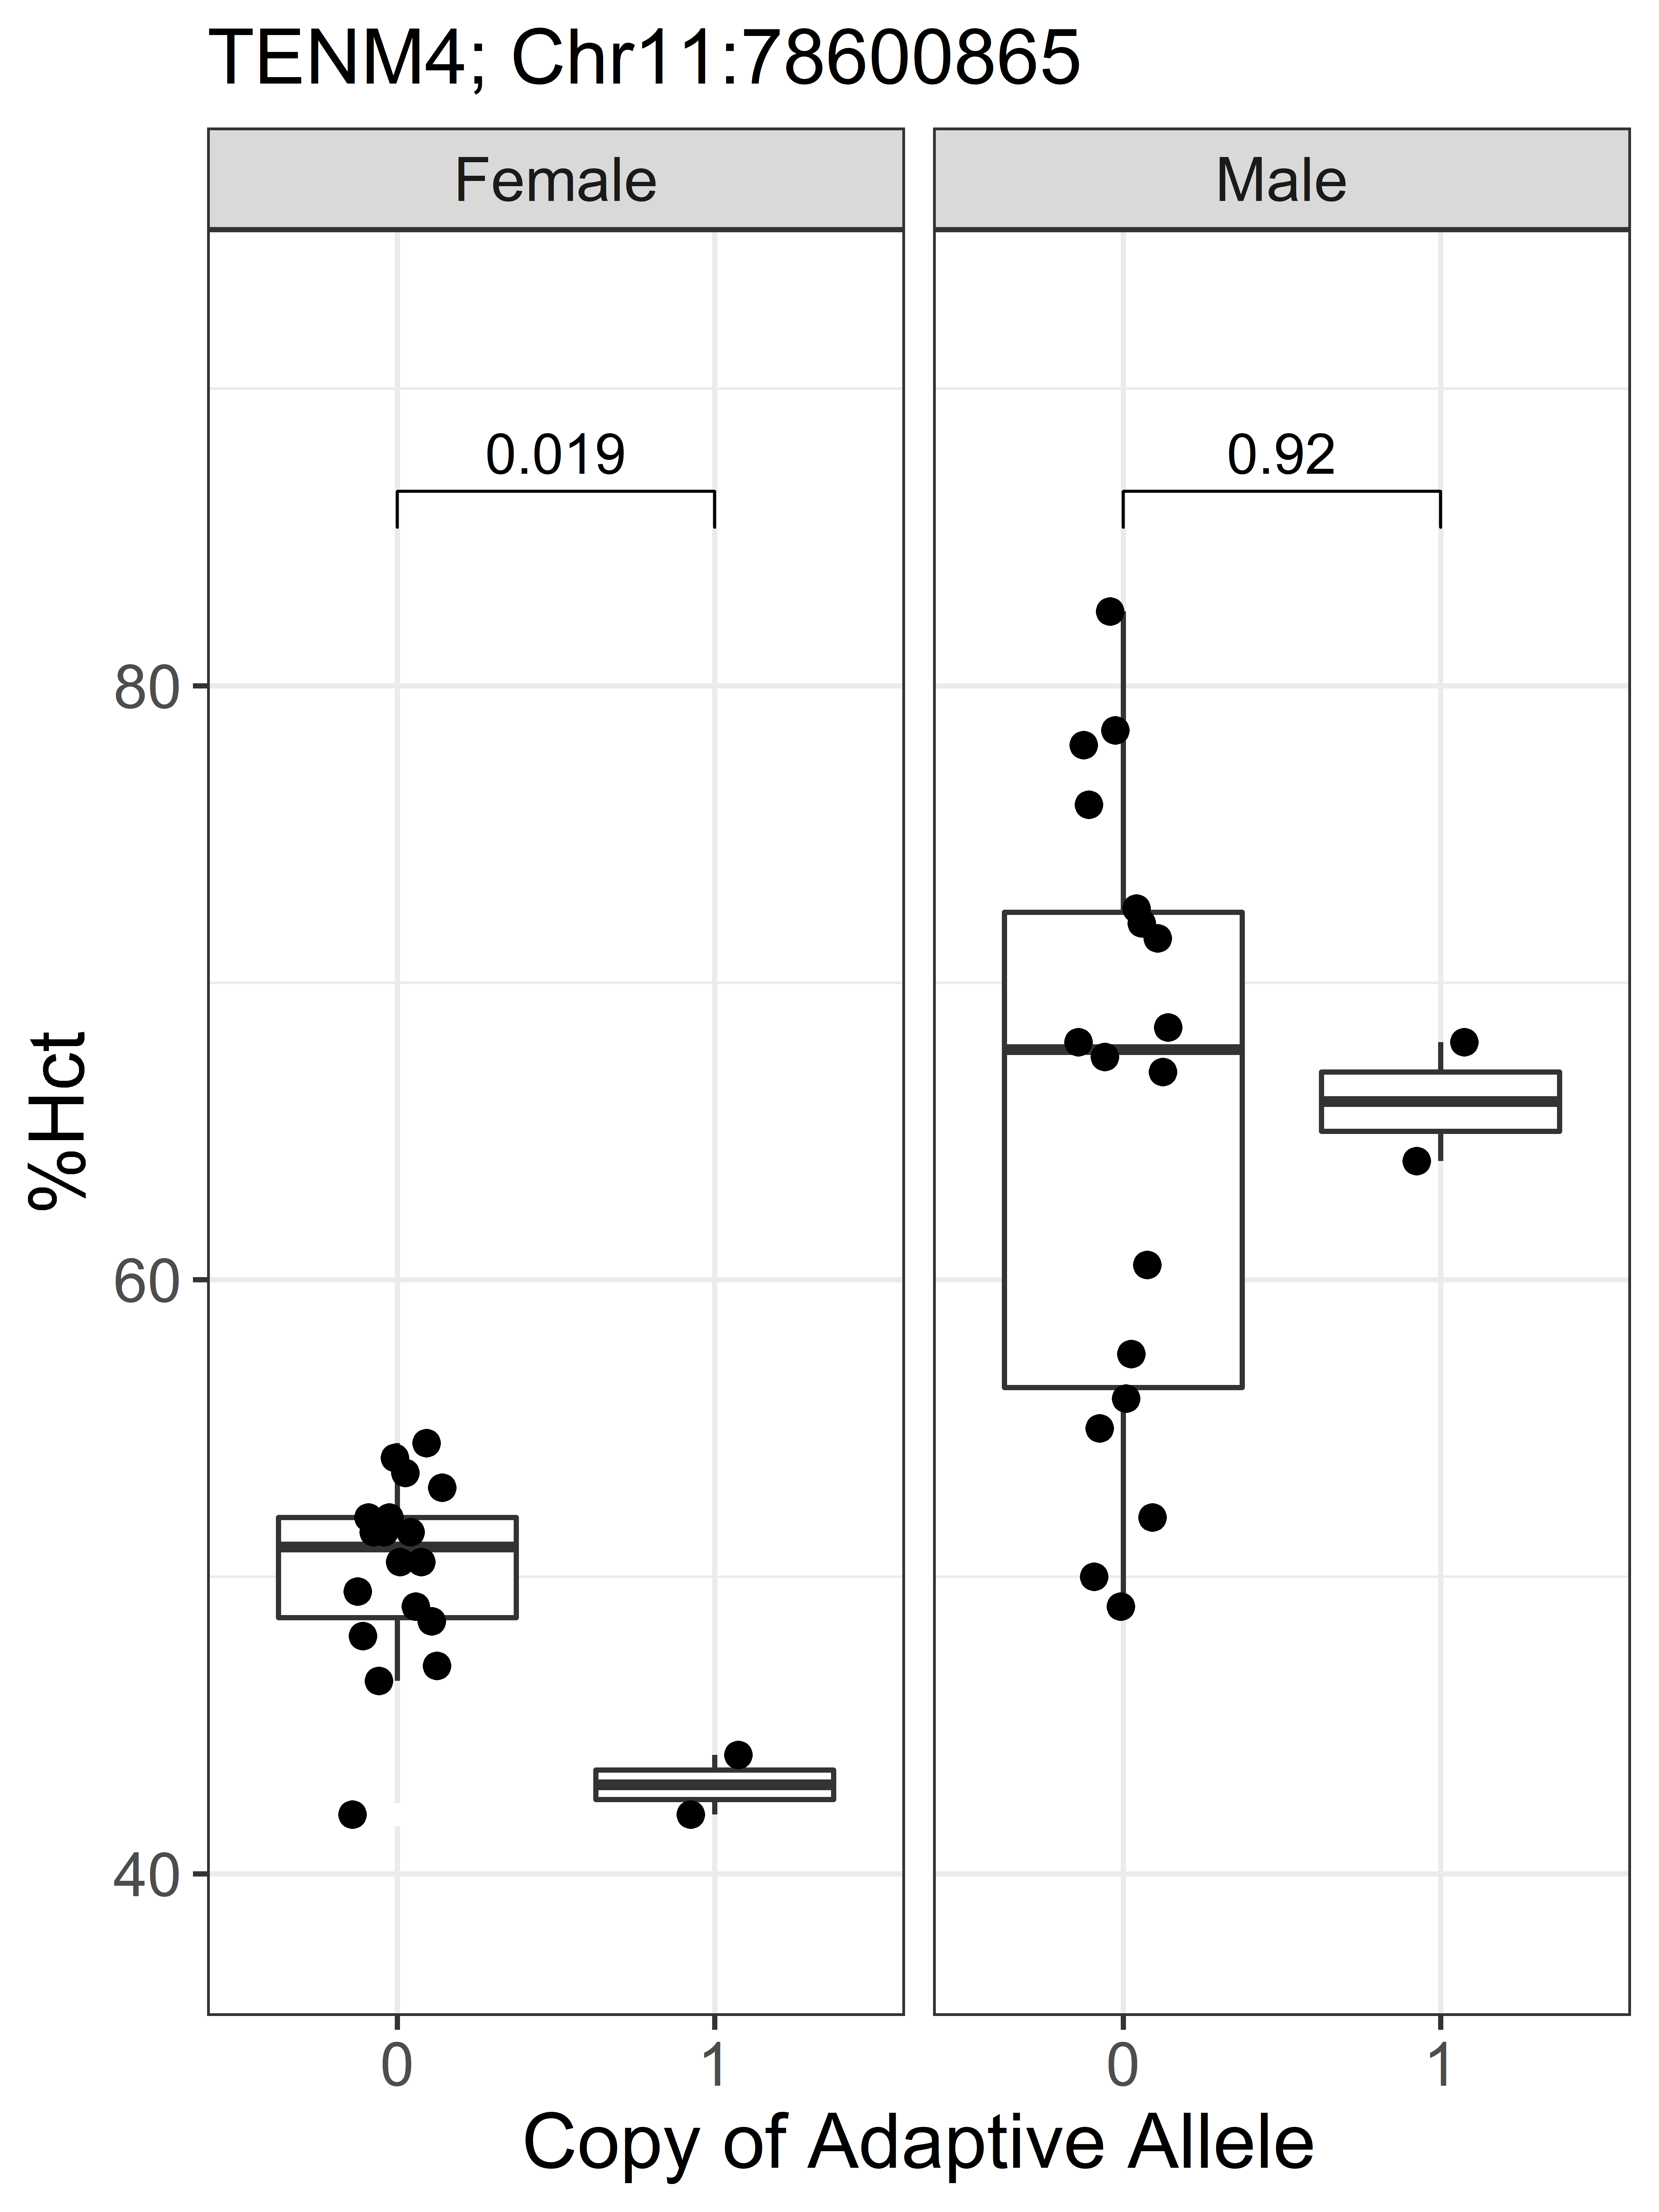 TENM4; Chr11:78600865
Female Male
0.019 0.92
80
60
40
%Hct
0 1 0 1
Copy of Adaptive Allele